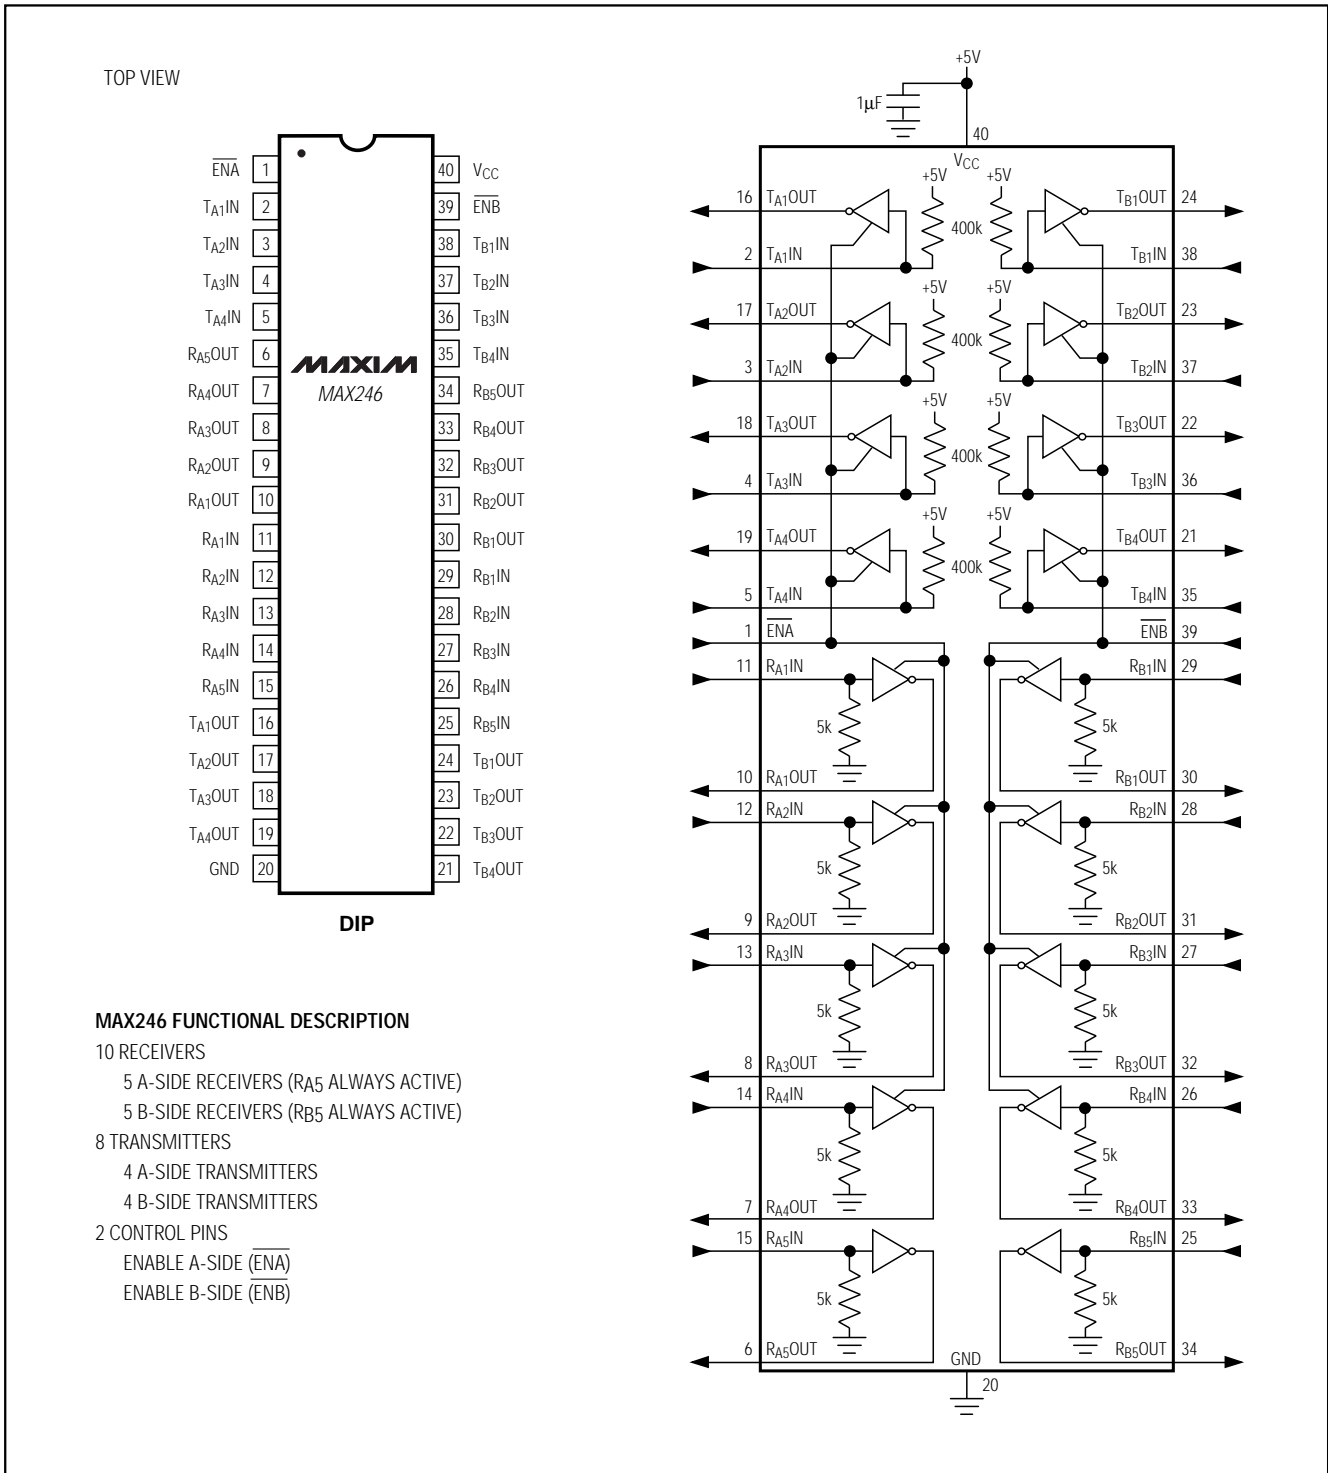 TOP VIEW
ENA 1
TA1IN 2
TA2IN 3
TA3IN 4
TA4IN 5
RA5OUT 6
RA4OUT 7
RA3OUT 8
RA2OUT 9
RA1OUT 10
RA1IN 11
RA2IN 12
RA3IN 13
RA4IN 14
RA5IN 15
TA1OUT 16
TA2OUT 17
TA3OUT 18
TA4OUT 19
GND 20
MAXIM
MAX246
40 VCC
39 ENB
38 TB1IN
37 TB2IN
36 TB3IN
35 TB4IN
34 RB5OUT
33 RB4OUT
32 RB3OUT
31 RB2OUT
30 RB1OUT
29 RB1IN
28 RB2IN
27 RB3IN
26 RB4IN
25 RB5IN
24 TB1OUT
23 TB2OUT
22 TB3OUT
21 TB4OUT
DIP
MAX246 FUNCTIONAL DESCRIPTION
10 RECEIVERS
5 A-SIDE RECEIVERS (RA5 ALWAYS ACTIVE)
5 B-SIDE RECEIVERS (RB5 ALWAYS ACTIVE)
8 TRANSMITTERS
4 A-SIDE TRANSMITTERS
4 B-SIDE TRANSMITTERS
2 CONTROL PINS
ENABLE A-SIDE (ENA)
ENABLE B-SIDE (ENB)
+5V
1µF
40
VCC
+5V +5V
16 TA1OUT TB1OUT 24
400k
2 TA1IN TB1IN 38
+5V +5V
17 TA2OUT TB2OUT 23
400k
3 TA2IN TB2IN 37
+5V +5V
18 TA3OUT TB3OUT 22
400k
4 TA3IN TB3IN 36
+5V +5V
19 TA4OUT TB4OUT 21
400k
5 TA4IN TB4IN 35
1 ENA ENB 39
11 RA1IN RB1IN 29
5k 5k
10 RA1OUT RB1OUT 30
12 RA2IN RB2IN 28
5k 5k
9 RA2OUT RB2OUT 31
13 RA3IN RB3IN 27
5k 5k
8 RA3OUT RB3OUT 32
14 RA4IN RB4IN 26
5k 5k
7 RA4OUT RB4OUT 33
15 RA5IN RB5IN 25
5k 5k
6 RA5OUT RB5OUT 34
GND
20